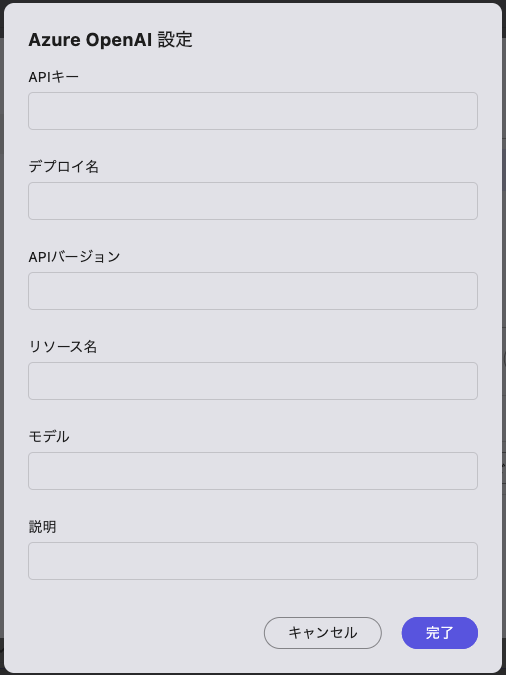 Azure OpenAI 設定
APIキー
デプロイ名
APIバージョン
リソース名
モデル
説明
キャンセル
完了